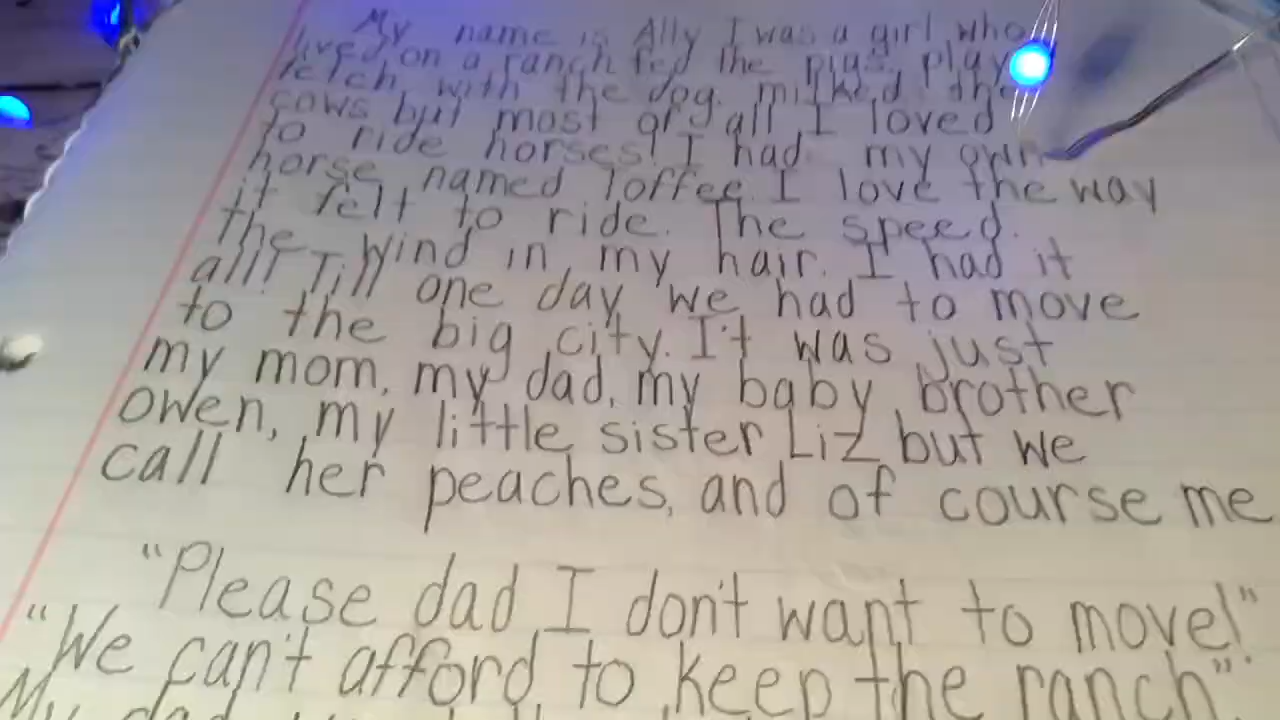 My name is Ally I was a girl who
lived on a ranch fed the pigs, play
fetch with the dog. milked the
cows but most of all I loved
to ride horses! I had my own
horse named Toffee I love the way
it felt to ride. The speed.
the wind in my hair. I had it
all! Till one day we had to move
to the big city. It was just
my mom, my dad, my baby brother
owen, my little sister Liz but we
call her peaches, and of course me
"Please dad I don't want to move!"
"We can't afford to keep the ranch"
My dad